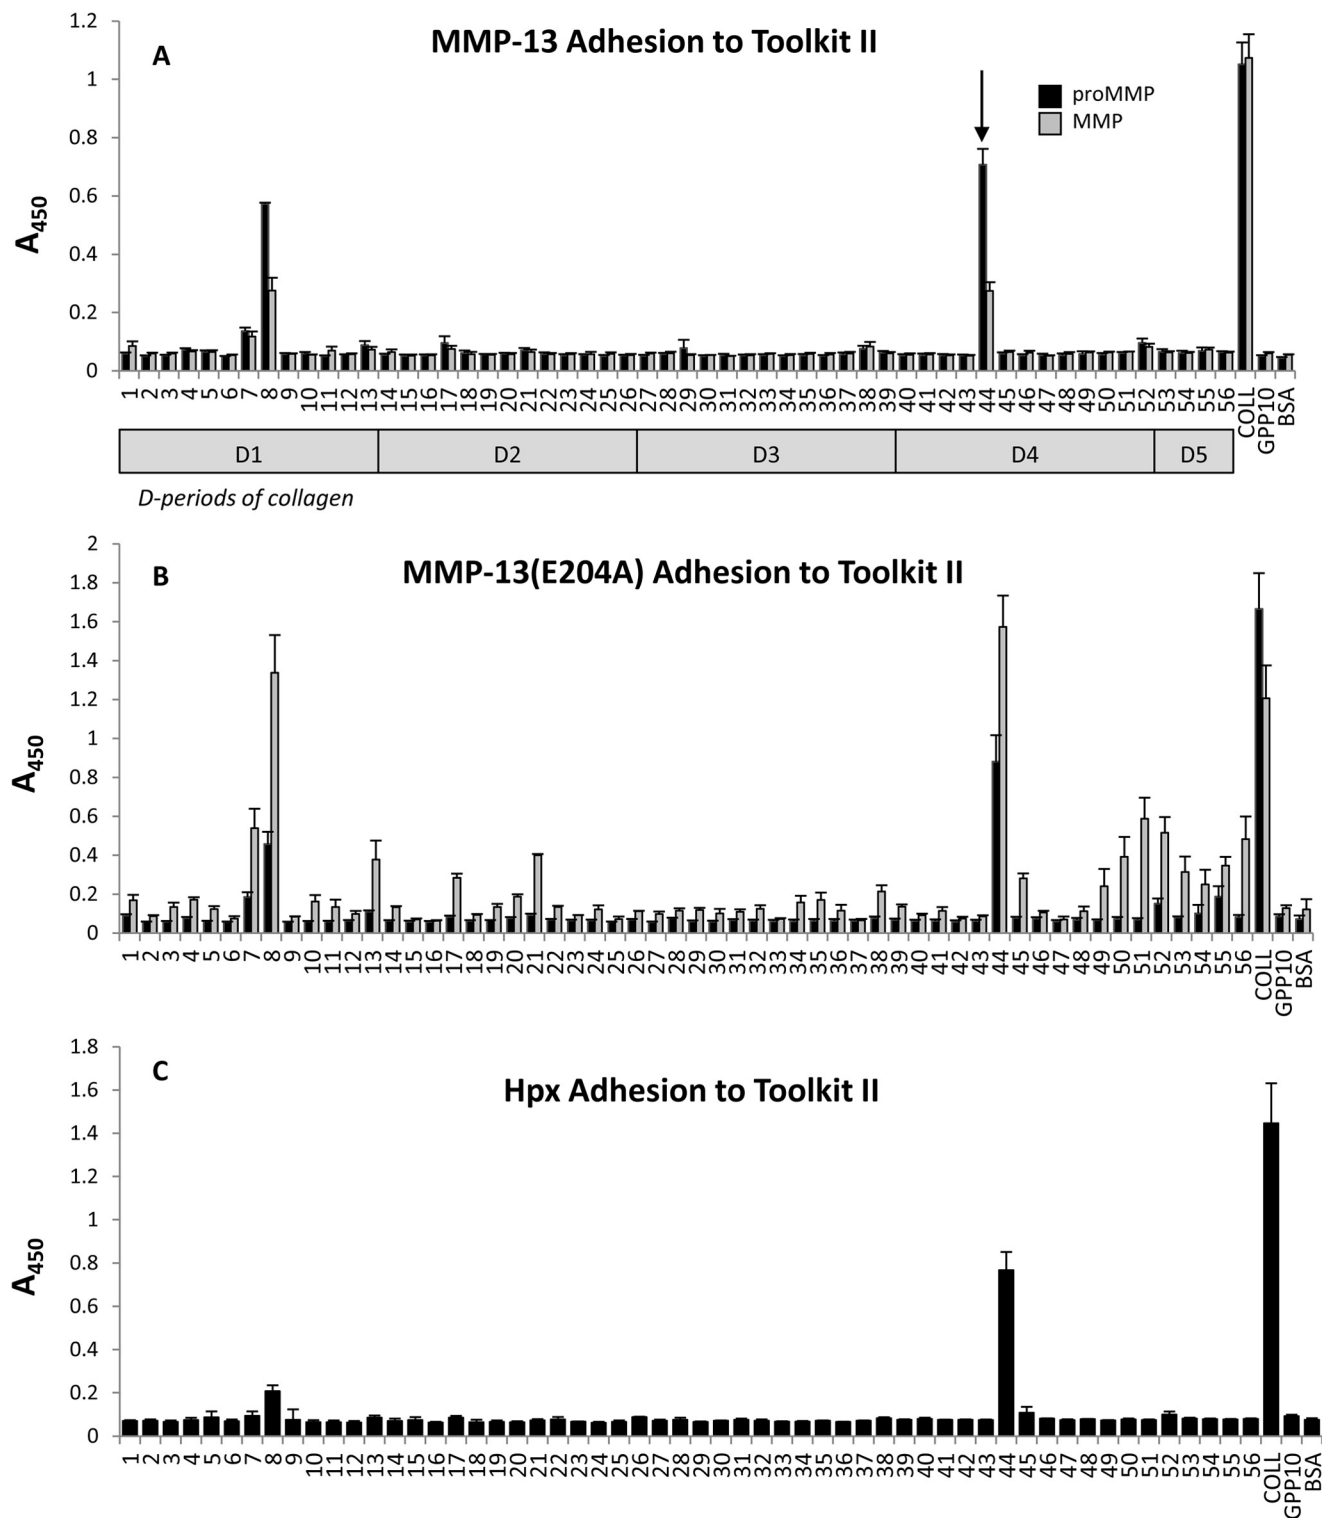 A
MMP-13 Adhesion to Toolkit II
proMMP
MMP
A450
1.2
1
0.8
0.6
0.4
0.2
0
1 2 3 4 5 6 7 8 9 10 11 12 13 14 15 16 17 18 19 20 21 22 23 24 25 26 27 28 29 30 31 32 33 34 35 36 37 38 39 40 41 42 43 44 45 46 47 48 49 50 51 52 53 54 55 56 COLL GPP10 BSA
D1 D2 D3 D4 D5
D-periods of collagen
B
MMP-13(E204A) Adhesion to Toolkit II
A450
2
1.8
1.6
1.4
1.2
1
0.8
0.6
0.4
0.2
0
1 2 3 4 5 6 7 8 9 10 11 12 13 14 15 16 17 18 19 20 21 22 23 24 25 26 27 28 29 30 31 32 33 34 35 36 37 38 39 40 41 42 43 44 45 46 47 48 49 50 51 52 53 54 55 56 COLL GPP10 BSA
C
Hpx Adhesion to Toolkit II
A450
1.8
1.6
1.4
1.2
1
0.8
0.6
0.4
0.2
0
1 2 3 4 5 6 7 8 9 10 11 12 13 14 15 16 17 18 19 20 21 22 23 24 25 26 27 28 29 30 31 32 33 34 35 36 37 38 39 40 41 42 43 44 45 46 47 48 49 50 51 52 53 54 55 56 COLL GPP10 BSA